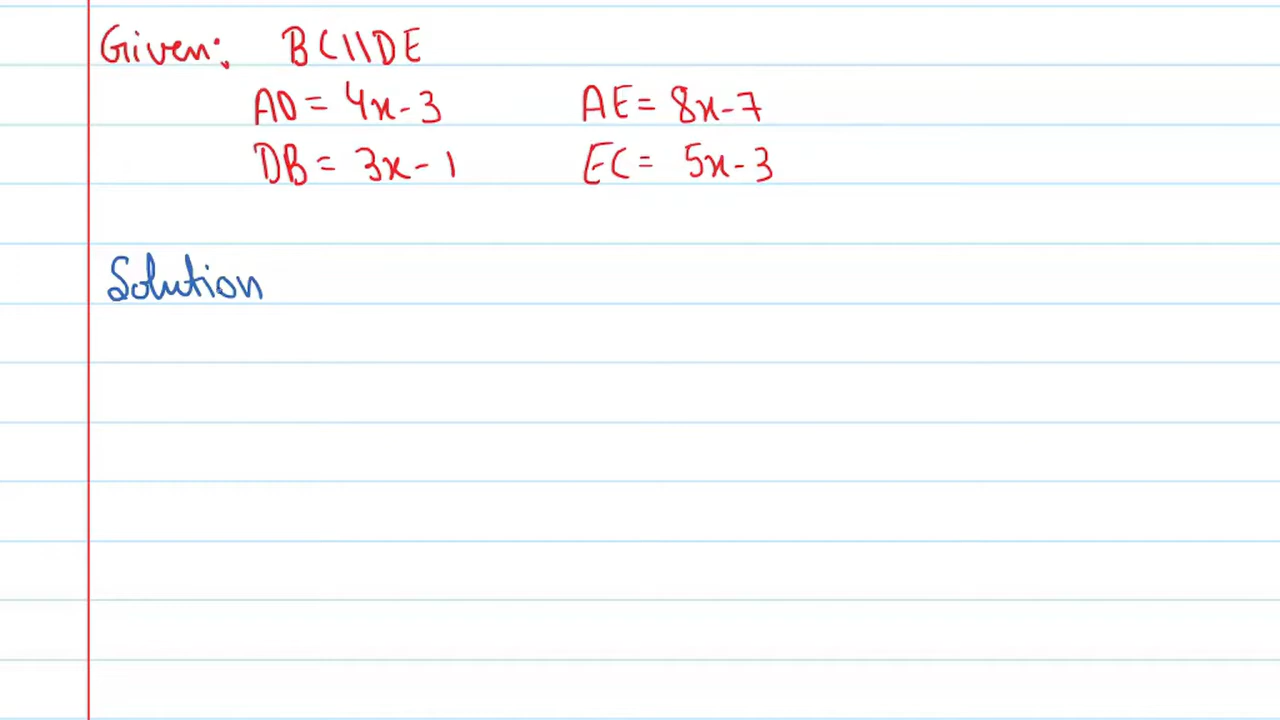 Given: BC||DE
AD = 4x-3 AE = 8x-7
DB = 3x-1 EC = 5x-3
Solution